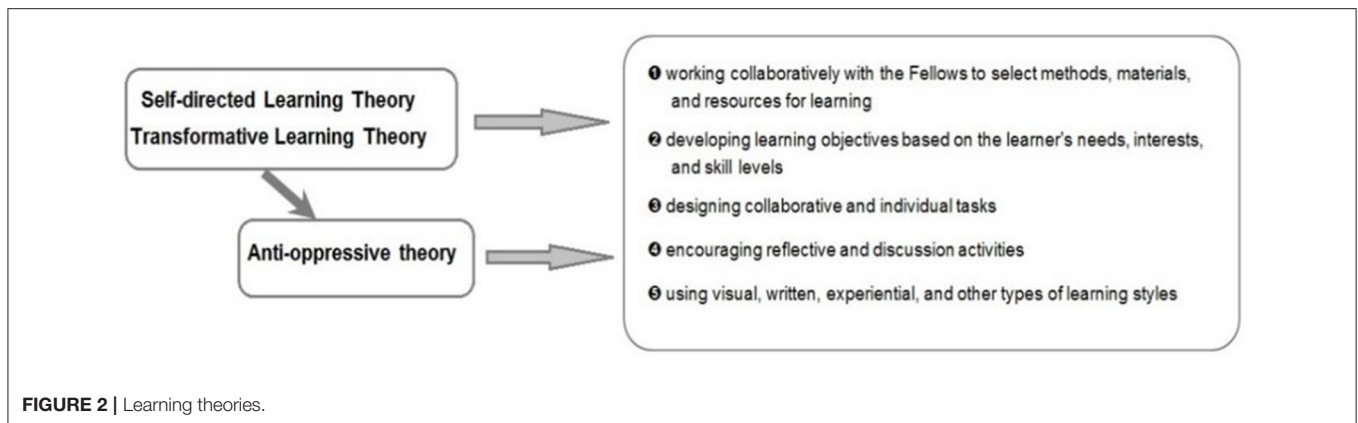 Self-directed Learning Theory
Transformative Learning Theory
Anti-oppressive theory
❶ working collaboratively with the Fellows to select methods, materials,
and resources for learning
❷ developing learning objectives based on the learner's needs, interests,
and skill levels
❸ designing collaborative and individual tasks
❹ encouraging reflective and discussion activities
❺ using visual, written, experiential, and other types of learning styles
FIGURE 2 | Learning theories.